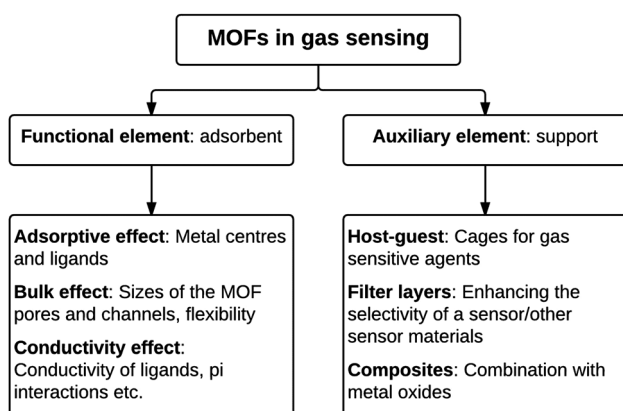 MOFs in gas sensing
Functional element: adsorbent
Auxiliary element: support
Adsorptive effect: Metal centres
and ligands
Bulk effect: Sizes of the MOF
pores and channels, flexibility
Conductivity effect:
Conductivity of ligands, pi
interactions etc.
Host-guest: Cages for gas
sensitive agents
Filter layers: Enhancing the
selectivity of a sensor/other
sensor materials
Composites: Combination with
metal oxides